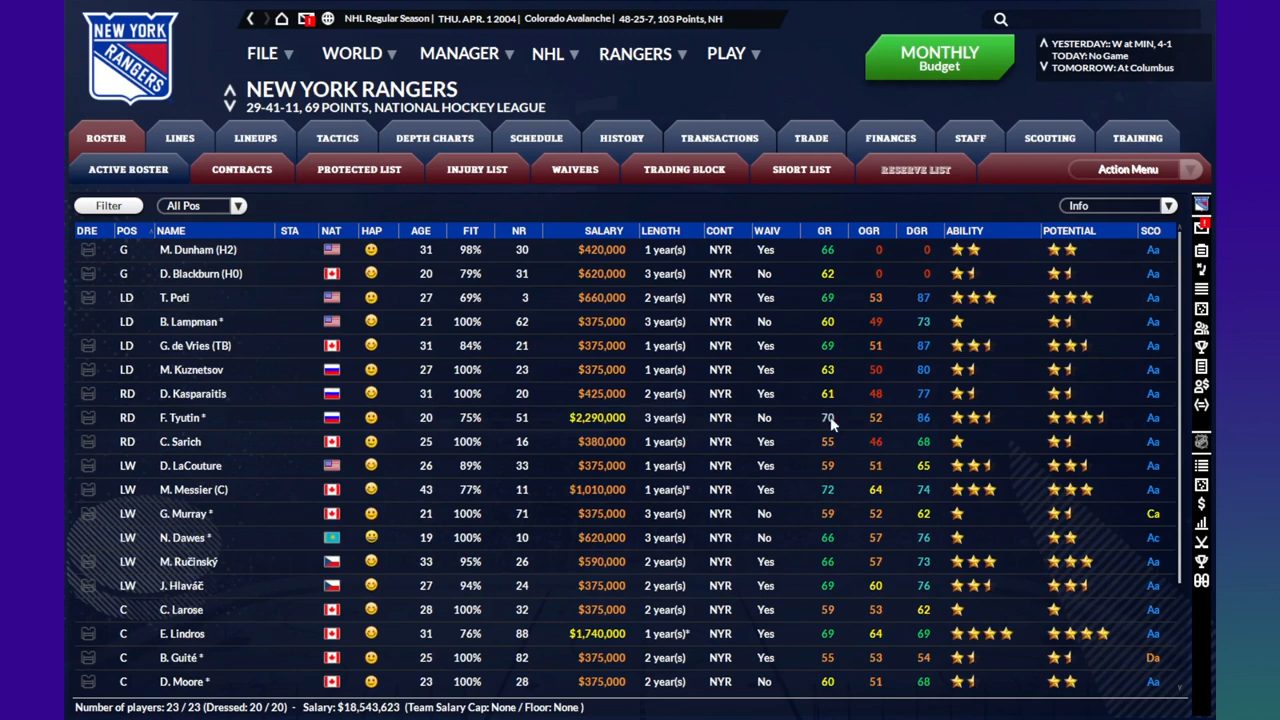 NEW YORK
RANGERS
NHL Regular Season | THU. APR. 1 2004 | Colorado Avalanche | 48-25-7, 103 Points, NH
FILE WORLD MANAGER NHL RANGERS PLAY
MONTHLY
Budget
YESTERDAY:: W at MIN, 4-1
TODAY: No Game
TOMORROW: At Columbus
NEW YORK RANGERS
29-41-11, 69 POINTS, NATIONAL HOCKEY LEAGUE
ROSTER LINES LINEUPS TACTICS DEPTH CHARTS SCHEDULE HISTORY TRANSACTIONS TRADE FINANCES STAFF SCOUTING TRAINING
ACTIVE ROSTER CONTRACTS PROTECTED LIST INJURY LIST WAIVERS TRADING BLOCK SHORT LIST RESERVE LIST Action Menu
Filter All Pos Info
DRE POS NAME STA NAT HAP AGE FIT NR SALARY LENGTH CONT WAIV GR OGR DGR ABILITY POTENTIAL SCO
G M. Dunham (H2) 31 98% 30 $420,000 1 year(s) NYR Yes 66 0 0 Aa
G D. Blackburn (H0) 20 79% 31 $620,000 3 year(s) NYR No 62 0 0 Aa
LD T. Poti 27 69% 3 $660,000 2 year(s) NYR Yes 69 53 87 Aa
LD B. Lampman * 21 100% 62 $375,000 3 year(s) NYR No 60 49 73 Aa
LD G. de Vries (TB) 31 84% 21 $375,000 1 year(s) NYR Yes 69 51 87 Aa
LD M. Kuznetsov 27 100% 23 $375,000 1 year(s) NYR Yes 63 50 80 Aa
RD D. Kasparaitis 31 100% 20 $425,000 2 year(s) NYR Yes 61 48 77 Aa
RD F. Tyutin * 20 75% 51 $2,290,000 3 year(s) NYR No 70 52 86 Aa
RD C. Sarich 25 100% 16 $380,000 1 year(s) NYR Yes 55 46 68 Aa
LW D. LaCouture 26 89% 33 $375,000 1 year(s) NYR Yes 59 51 65 Aa
LW M. Messier (C) 43 77% 11 $1,010,000 1 year(s)* NYR Yes 72 64 74 Aa
LW G. Murray * 21 100% 71 $375,000 3 year(s) NYR No 59 52 62 Ca
LW N. Dawes * 19 100% 10 $620,000 3 year(s) NYR No 66 57 76 Ac
LW M. Ručinský 33 95% 26 $590,000 2 year(s) NYR Yes 66 57 73 Aa
LW J. Hlaváč 27 94% 24 $375,000 2 year(s) NYR Yes 69 60 76 Aa
C C. Larose 28 100% 32 $375,000 2 year(s) NYR Yes 59 53 62 Aa
C E. Lindros 31 76% 88 $1,740,000 1 year(s)* NYR Yes 69 64 69 Aa
C B. Guité * 25 100% 82 $375,000 2 year(s) NYR Yes 55 53 54 Da
C D. Moore * 23 100% 28 $375,000 2 year(s) NYR No 60 51 68 Aa
Number of players: 23 / 23 (Dressed: 20 / 20) - Salary: $18,543,623 (Team Salary Cap: None / Floor: None )